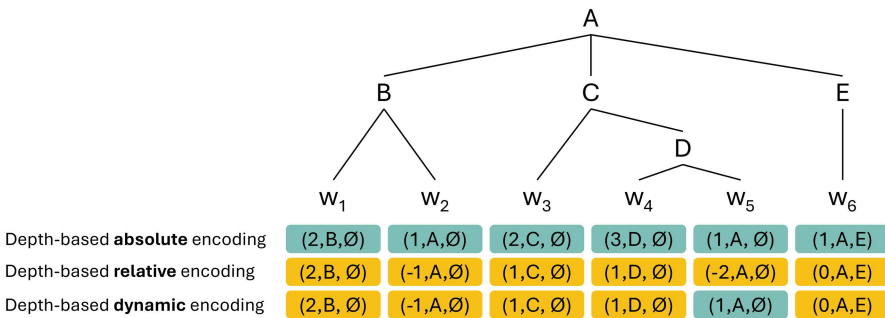 A
B C E
D
w1 w2 w3 w4 w5 w6
Depth-based absolute encoding (2,B,Ø) (1,A,Ø) (2,C, Ø) (3,D, Ø) (1,A, Ø) (1,A,E)
Depth-based relative encoding (2,B, Ø) (-1,A,Ø) (1,C, Ø) (1,D, Ø) (-2,A,Ø) (0,A,E)
Depth-based dynamic encoding (2,B, Ø) (-1,A,Ø) (1,C, Ø) (1,D, Ø) (1,A,Ø) (0,A,E)